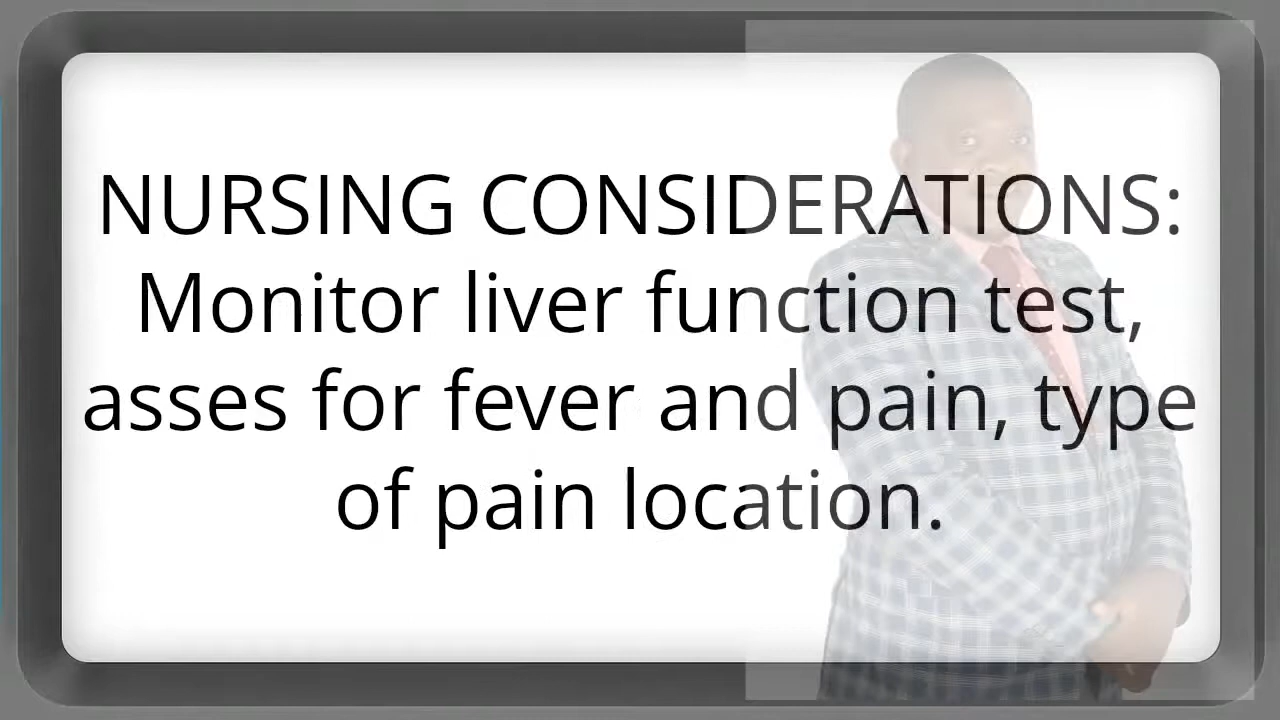 NURSING CONSIDERATIONS:
Monitor liver function test,
asses for fever and pain, type
of pain location.